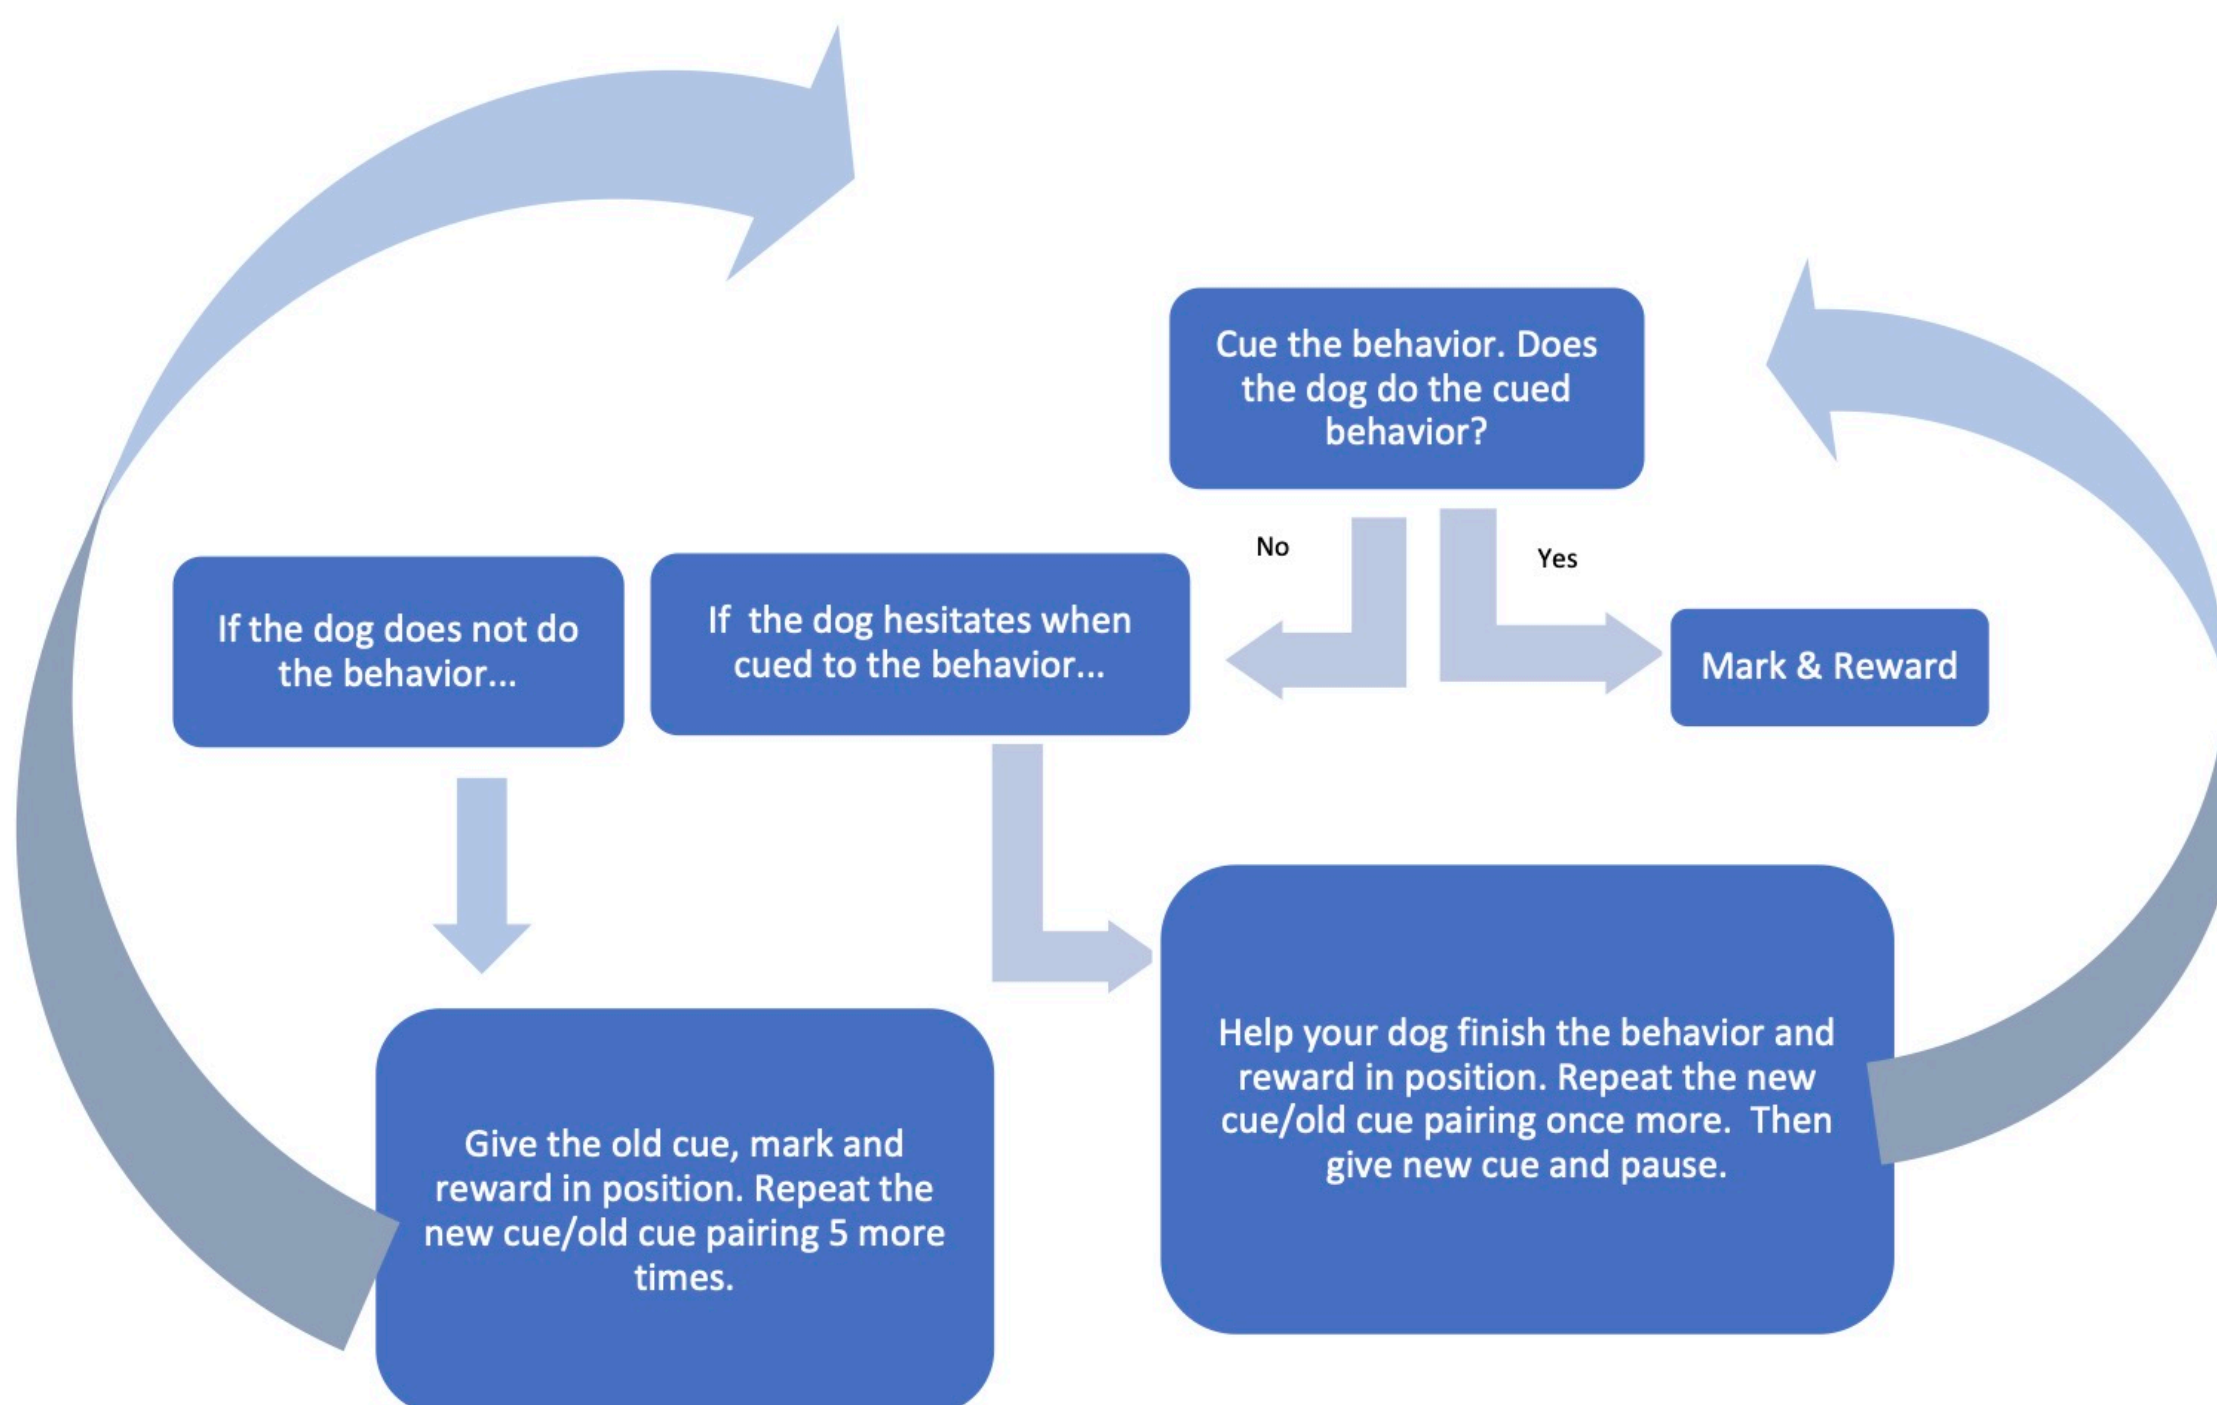 Cue the behavior. Does
the dog do the cued
behavior?
No
Yes
If the dog does not do
the behavior...
If  the dog hesitates when
cued to the behavior...
Mark & Reward
Give the old cue, mark and
reward in position. Repeat the
new cue/old cue pairing 5 more
times.
Help your dog finish the behavior and
reward in position. Repeat the new
cue/old cue pairing once more.  Then
give new cue and pause.